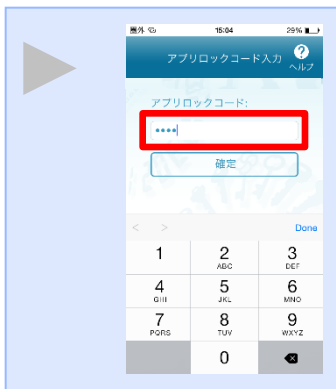 圏外 15:04 29%
アプリロックコード入力 ?
ヘルプ
アプリロックコード:
••••
確定
< > Done
1 2 3
ABC DEF
4 5 6
GHI JKL MNO
7 8 9
PQRS TUV WXYZ
0